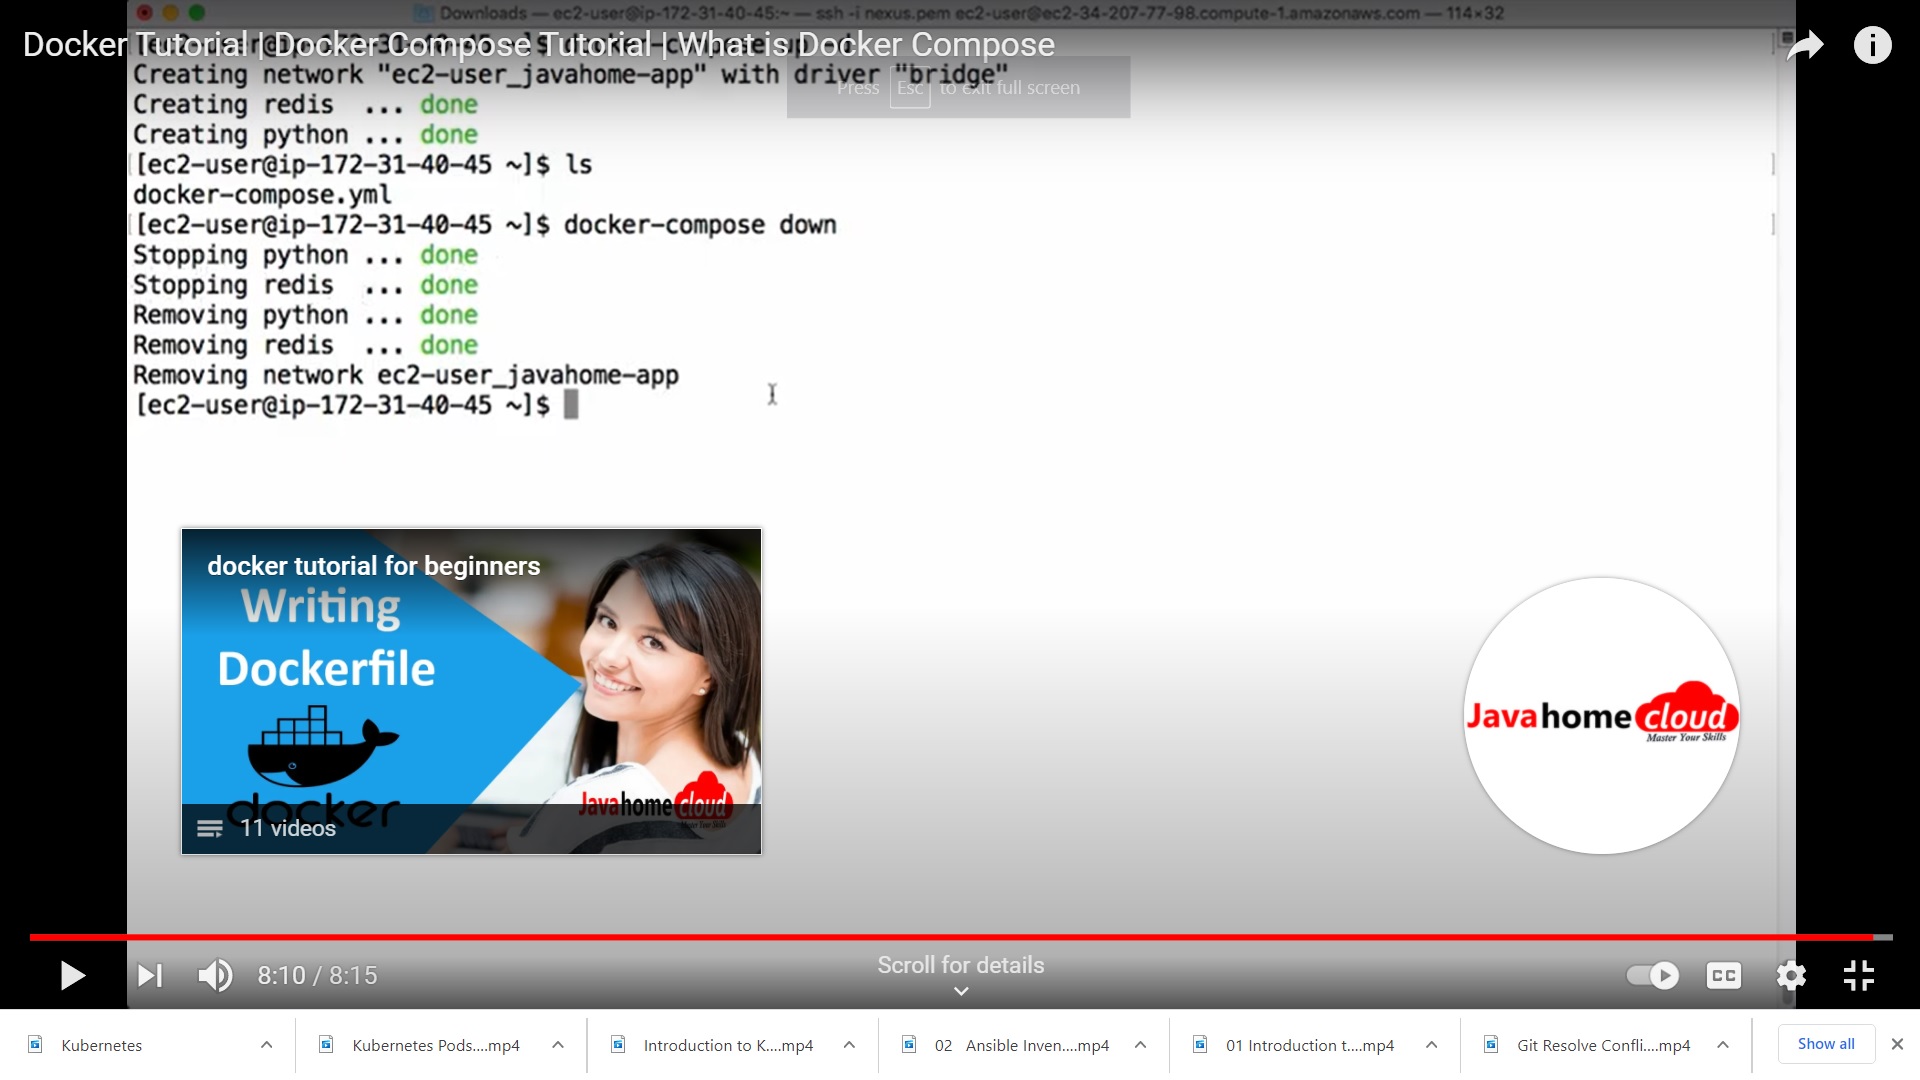 Downloads — ec2-user@ip-172-31-40-45:~ — ssh -i nexus.pem ec2-user@ec2-34-207-77-98.compute-1.amazonaws.com — 114×32
Docker Tutorial | Docker Compose Tutorial | What is Docker Compose
Creating network "ec2-user_javahome-app" with driver "bridge"
Press Esc to exit full screen
Creating redis ... done
Creating python ... done
[ec2-user@ip-172-31-40-45 ~]$ ls
docker-compose.yml
[ec2-user@ip-172-31-40-45 ~]$ docker-compose down
Stopping python ... done
Stopping redis ... done
Removing python ... done
Removing redis ... done
Removing network ec2-user_javahome-app
[ec2-user@ip-172-31-40-45 ~]$
docker tutorial for beginners
Writing
Dockerfile
docker
Javahome cloud
11 videos
Javahome cloud
Master Your Skills
8:10 / 8:15
Scroll for details
CC
Kubernetes
Kubernetes Pods....mp4
Introduction to K....mp4
02 Ansible Inven....mp4
01 Introduction t....mp4
Git Resolve Confli....mp4
Show all